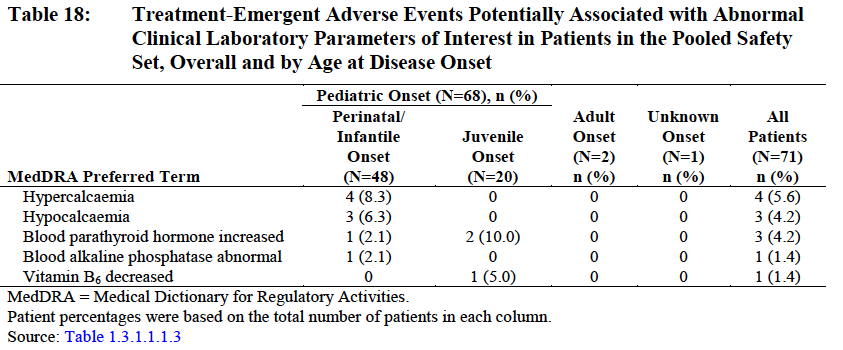 Table 18: Treatment-Emergent Adverse Events Potentially Associated with Abnormal
Clinical Laboratory Parameters of Interest in Patients in the Pooled Safety
Set, Overall and by Age at Disease Onset
Pediatric Onset (N=68), n (%)
Perinatal/ Adult Unknown All
Infantile Juvenile Onset Onset Patients
Onset Onset (N=2) (N=1) (N=71)
MedDRA Preferred Term (N=48) (N=20) n (%) n (%) n (%)
Hypercalcaemia 4 (8.3) 0 0 0 4 (5.6)
Hypocalcaemia 3 (6.3) 0 0 0 3 (4.2)
Blood parathyroid hormone increased 1 (2.1) 2 (10.0) 0 0 3 (4.2)
Blood alkaline phosphatase abnormal 1 (2.1) 0 0 0 1 (1.4)
Vitamin B₆ decreased 0 1 (5.0) 0 0 1 (1.4)
MedDRA = Medical Dictionary for Regulatory Activities.
Patient percentages were based on the total number of patients in each column.
Source: Table 1.3.1.1.1.3